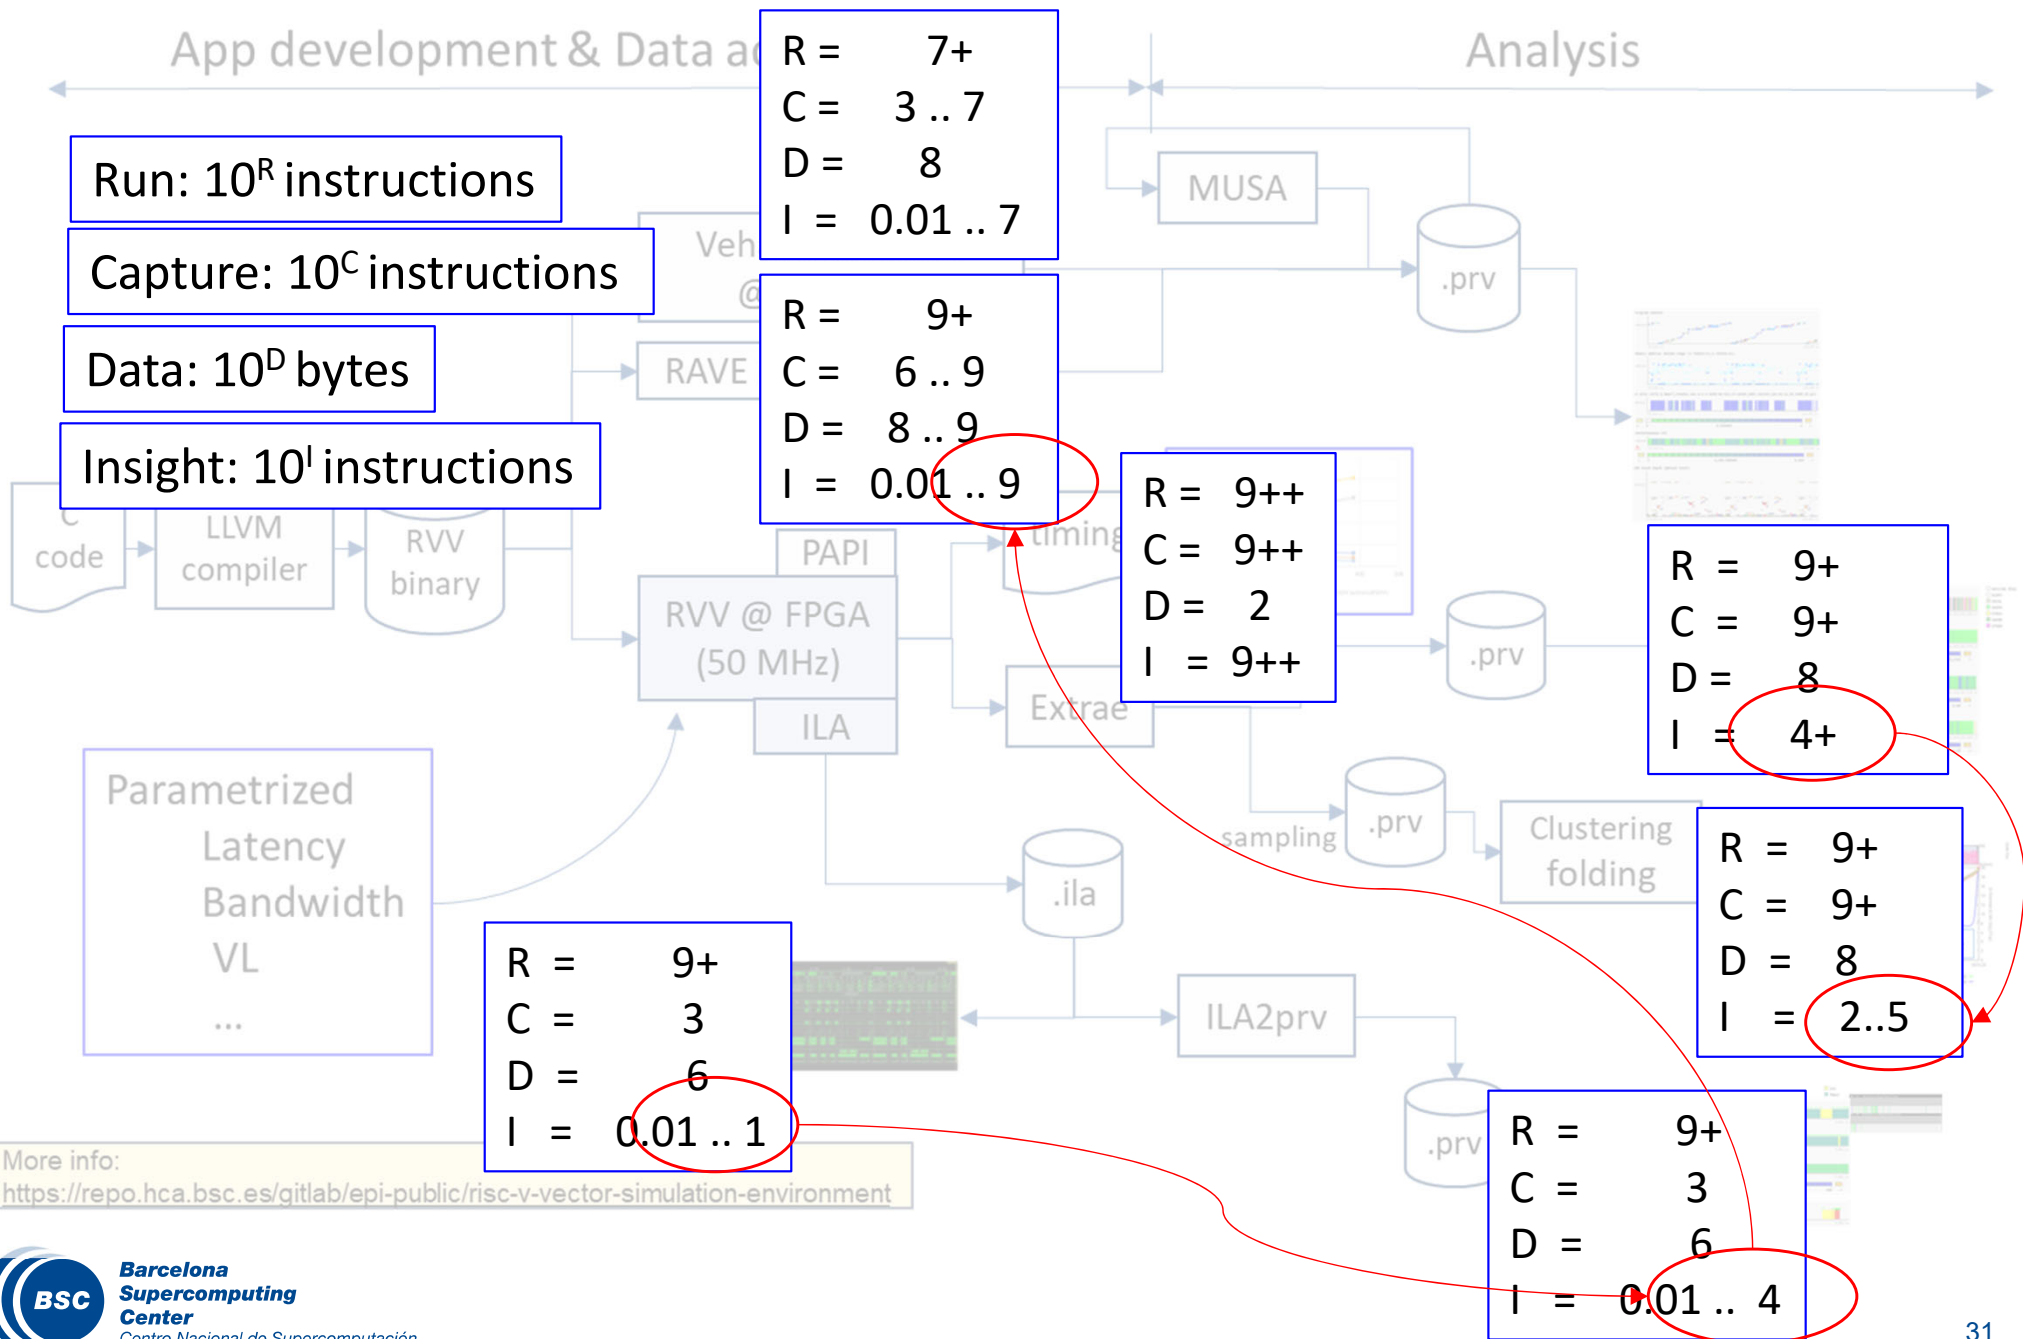 App development & Data a
Analysis
R = 7+
C = 3 .. 7
D = 8
I = 0.01 .. 7
Run: 10^R instructions
Capture: 10^C instructions
Data: 10^D bytes
Insight: 10^I instructions
MUSA
.prv
Veh
@
RAVE
R = 9+
C = 6 .. 9
D = 8 .. 9
I = 0.01 .. 9
C
code
LLVM
compiler
RVV
binary
PAPI
RVV @ FPGA
(50 MHz)
ILA
timing
Extrae
R = 9++
C = 9++
D = 2
I = 9++
.prv
R = 9+
C = 9+
D = 8
I = 4+
Parametrized
Latency
Bandwidth
VL
...
sampling
.prv
Clustering
folding
R = 9+
C = 9+
D = 8
I = 2..5
.ila
R = 9+
C = 3
D = 6
I = 0.01 .. 1
ILA2prv
.prv
R = 9+
C = 3
D = 6
I = 0.01 .. 4
More info:
https://repo.hca.bsc.es/gitlab/epi-public/risc-v-vector-simulation-environment
BSC
Barcelona
Supercomputing
Center
Centro Nacional de Supercomputación
31